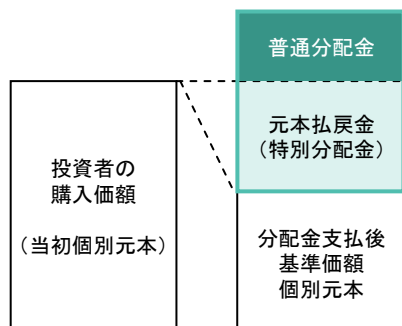 普通分配金
元本払戻金
（特別分配金）
投資者の
購入価額
（当初個別元本）
分配金支払後
基準価額
個別元本